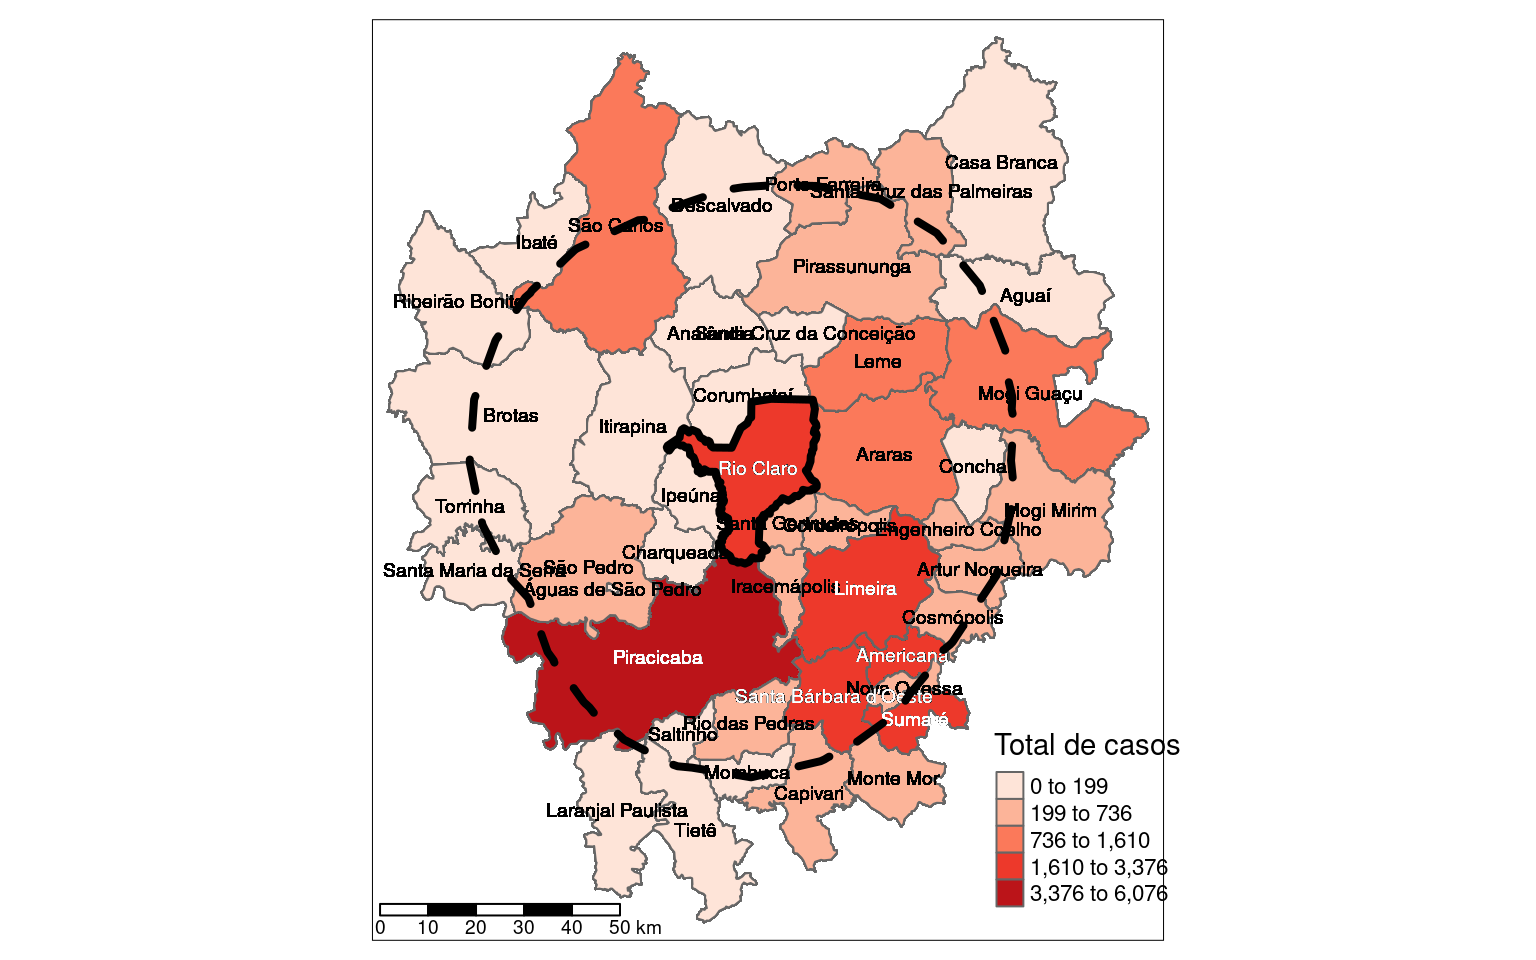 Casa Branca
Porto Ferreira
Santa Cruz das Palmeiras
Descalvado
São Carlos
Ibaté
Pirassununga
Aguaí
Ribeirão Bonito
Analândia
Santa Cruz da Conceição
Leme
Corumbataí
Mogi Guaçu
Brotas
Itirapina
Araras
Rio Claro
Conchal
Ipeúna
Torrinha
Mogi Mirim
Santa Gertrudes
Cordeirópolis
Engenheiro Coelho
Charqueada
São Pedro
Santa Maria da Serra
Artur Nogueira
Águas de São Pedro
Iracemápolis
Limeira
Cosmópolis
Piracicaba
Americana
Nova Odessa
Santa Bárbara d'Oeste
Sumaré
Rio das Pedras
Saltinho
Mombuca
Monte Mor
Capivari
Laranjal Paulista
Tietê
Total de casos
0 to 199
199 to 736
736 to 1,610
1,610 to 3,376
3,376 to 6,076
0 10 20 30 40 50 km